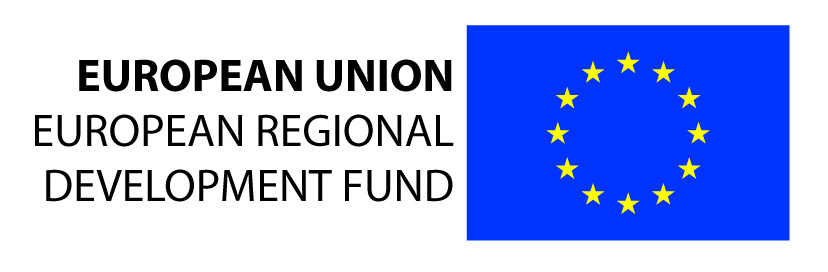 EUROPEAN UNION
EUROPEAN REGIONAL
DEVELOPMENT FUND